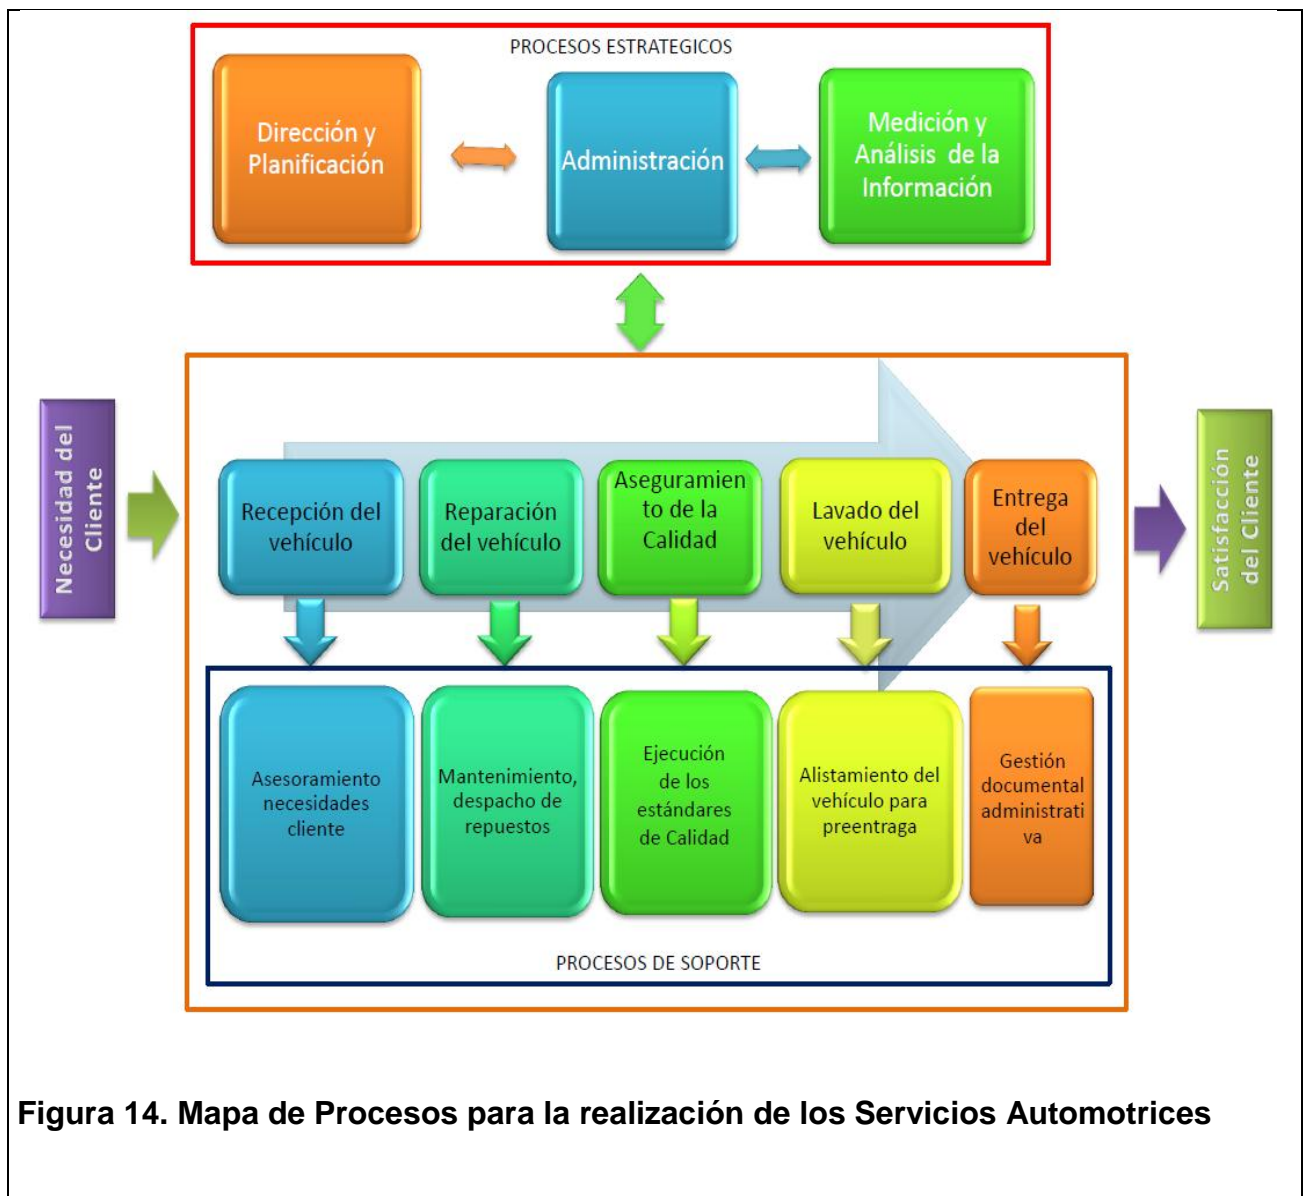 PROCESOS ESTRATEGICOS
Dirección y
Planificación
Administración
Medición y
Análisis de la
Información
Necesidad del
Cliente
Recepción del
vehículo
Reparación
del vehículo
Aseguramien
to de la
Calidad
Lavado del
vehículo
Entrega
del
vehículo
Satisfacción
del Cliente
Asesoramiento
necesidades
cliente
Mantenimiento,
despacho de
repuestos
Ejecución
de los
estándares
de Calidad
Alistamiento del
vehículo para
preentraga
Gestión
documental
administrati
va
PROCESOS DE SOPORTE
Figura 14. Mapa de Procesos para la realización de los Servicios Automotrices